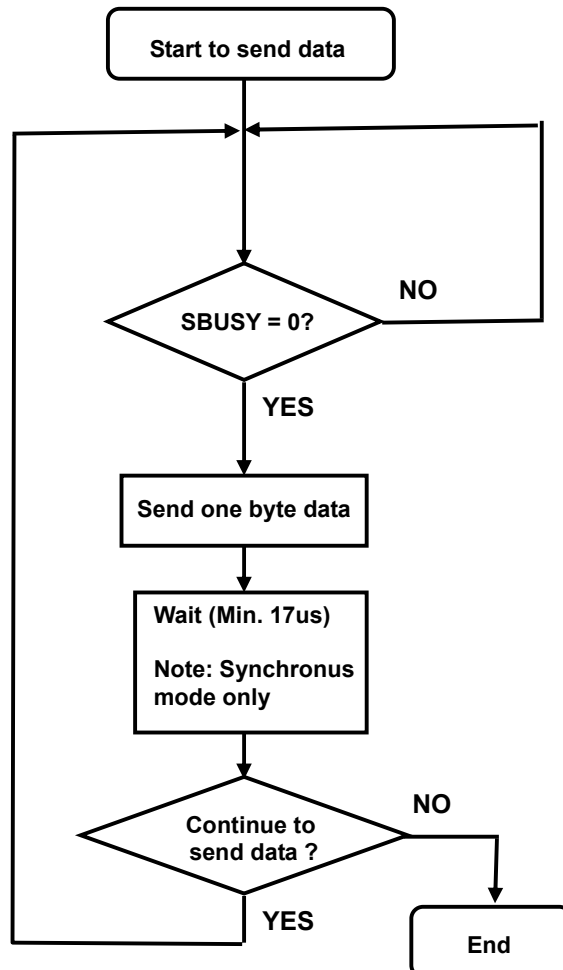 Start to send data
NO
SBUSY = 0?
YES
Send one byte data
Wait (Min. 17us)
Note: Synchronus
mode only
NO
Continue to
send data ?
YES
End